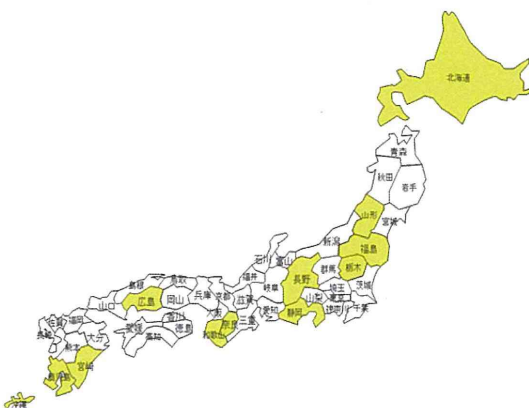 北海道
青森
秋田
岩手
山形
宮城
新潟
福島
石川
富山
群馬
栃木
茨城
福井
長野
岐阜
埼玉
山梨
東京
千葉
神奈川
静岡
愛知
島根
鳥取
兵庫
京都
滋賀
広島
岡山
山口
大阪
奈良
三重
和歌山
香川
愛媛
徳島
高知
福岡
佐賀
長崎
大分
熊本
宮崎
鹿児島
沖縄